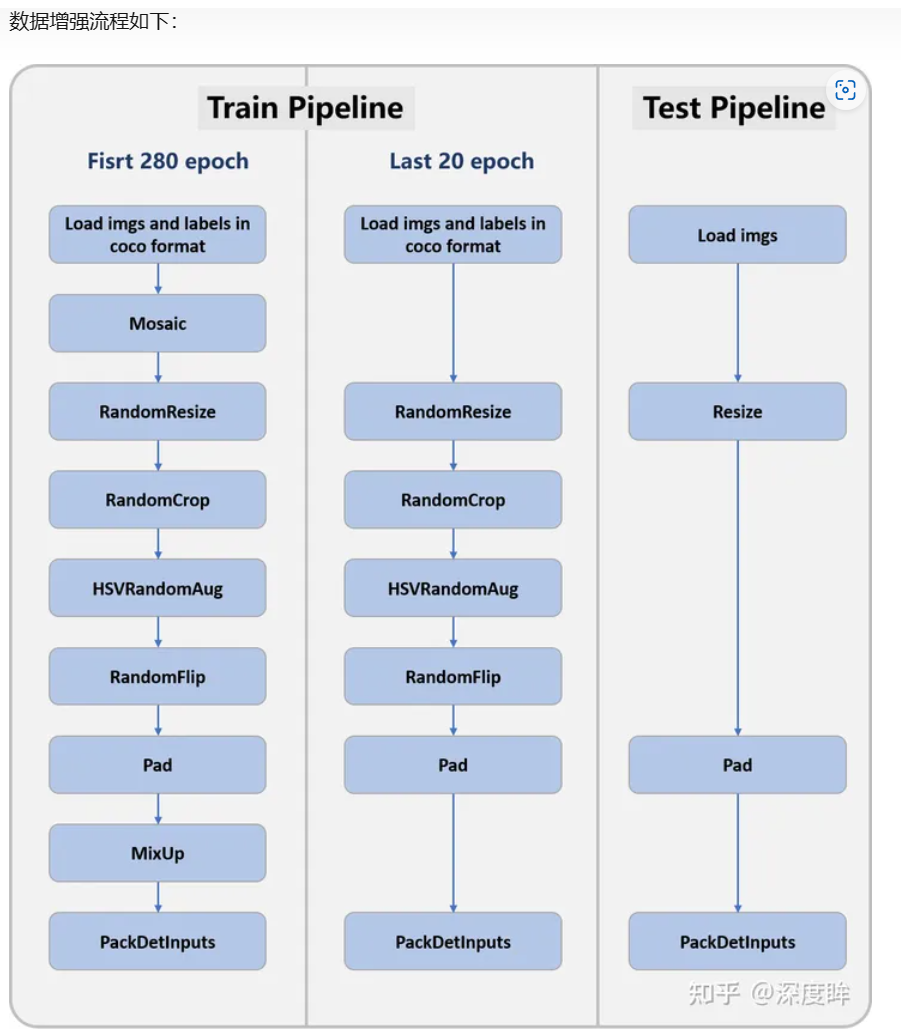 数据增强流程如下：
Train Pipeline
Fisrt 280 epoch
Load imgs and labels in
coco format
Mosaic
RandomResize
RandomCrop
HSVRandomAug
RandomFlip
Pad
MixUp
PackDetInputs
Last 20 epoch
Load imgs and labels in
coco format
RandomResize
RandomCrop
HSVRandomAug
RandomFlip
Pad
PackDetInputs
Test Pipeline
Load imgs
Resize
Pad
PackDetInputs
知乎 @深度眸